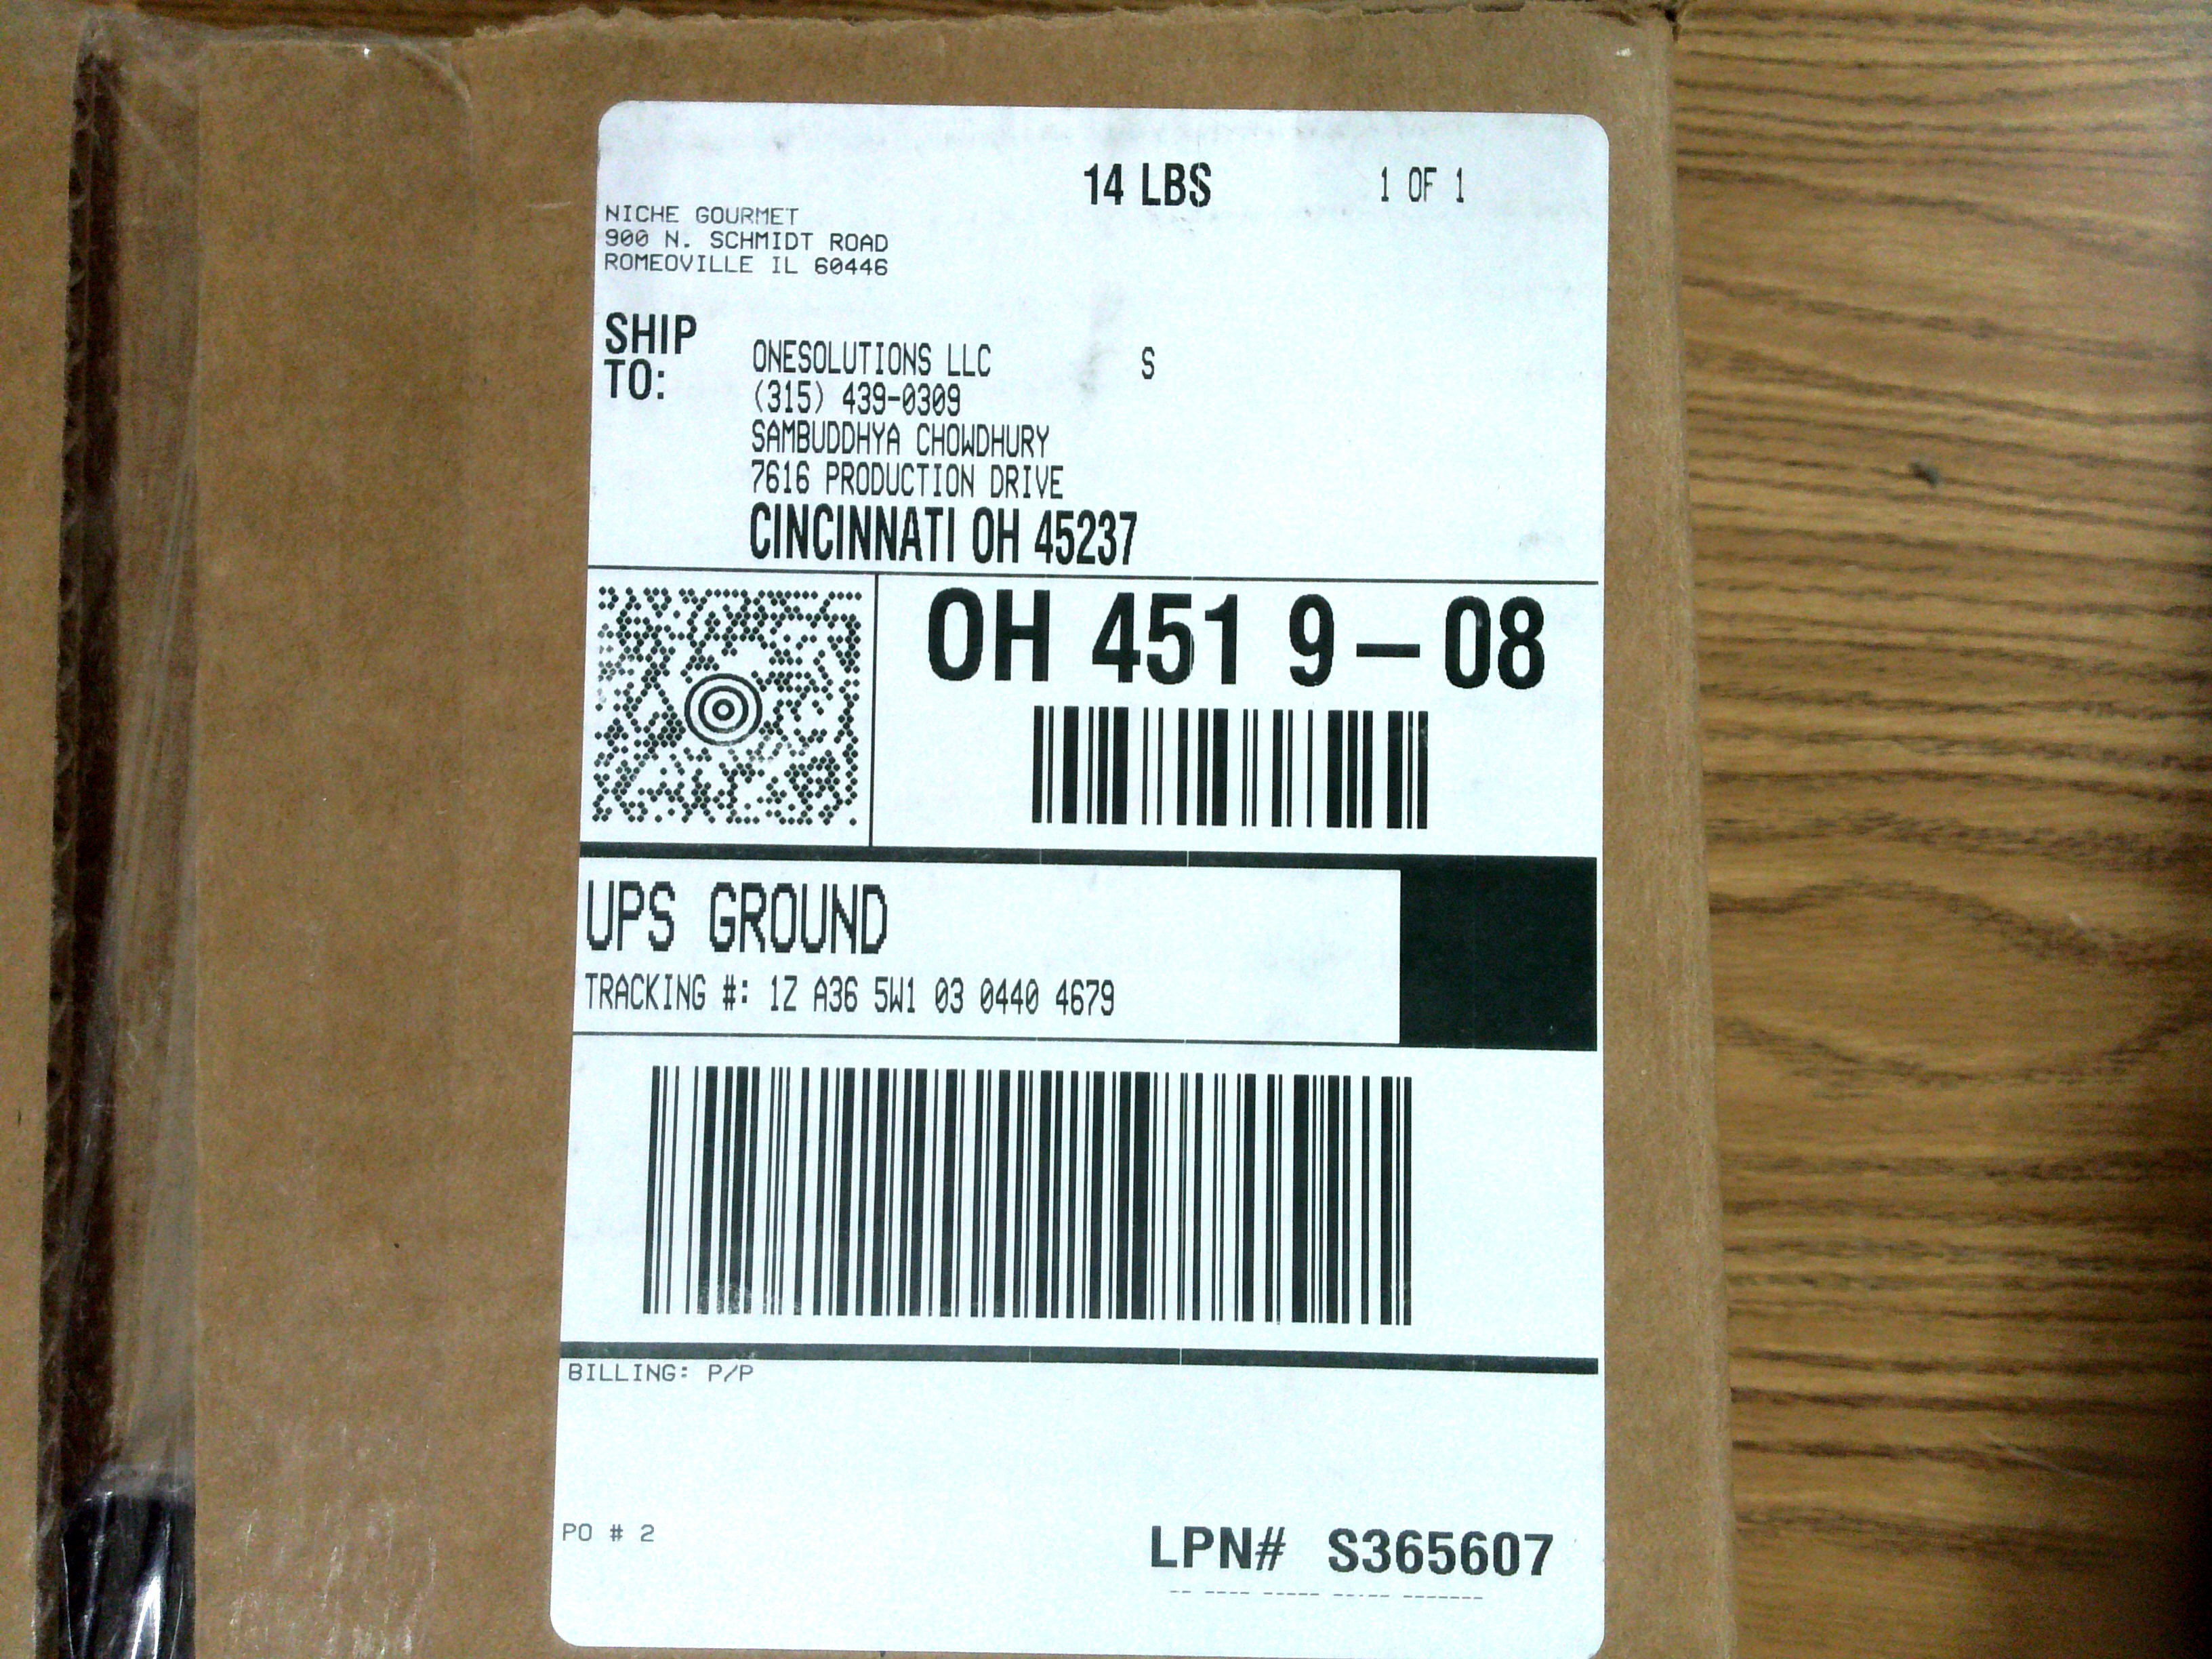 14 LBS 1 OF 1
NICHE GOURMET
900 N. SCHMIDT ROAD
ROMEOVILLE IL 60446
SHIP
TO:
ONESOLUTIONS LLC S
(315) 439-0309
SAMBUDDHYA CHOWDHURY
7616 PRODUCTION DRIVE
CINCINNATI OH 45237
OH 451 9 – 08
UPS GROUND
TRACKING #: 1Z A36 5W1 03 0440 4679
BILLING: P/P
PO # 2
LPN# S365607